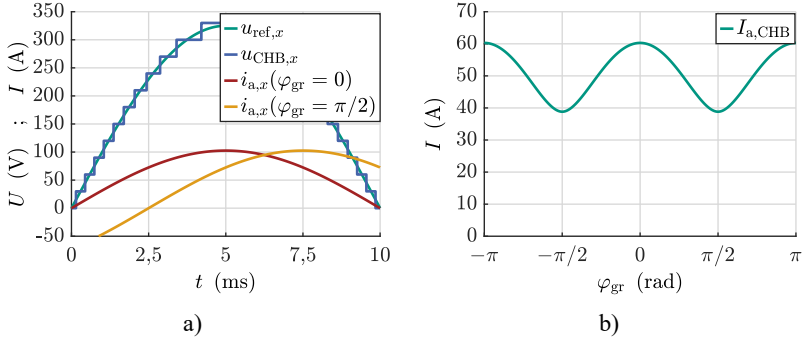 350
300
250
200
150
100
50
0
-50
U (V) ; I (A)
0 2,5 5 7,5 10
t (ms)
u_ref,x
u_CHB,x
i_a,x(φ_gr = 0)
i_a,x(φ_gr = π/2)
a)
70
60
50
40
30
20
10
0
I (A)
−π −π/2 0 π/2 π
φ_gr (rad)
I_a,CHB
b)